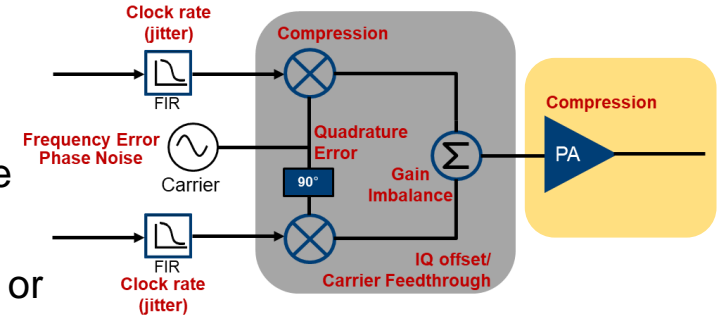 Clock rate
(jitter)
FIR
Compression
Frequency Error
Phase Noise
Carrier
Quadrature
Error
90°
Σ
Gain
Imbalance
Compression
PA
e
FIR
Clock rate
(jitter)
IQ offset/
Carrier Feedthrough
or